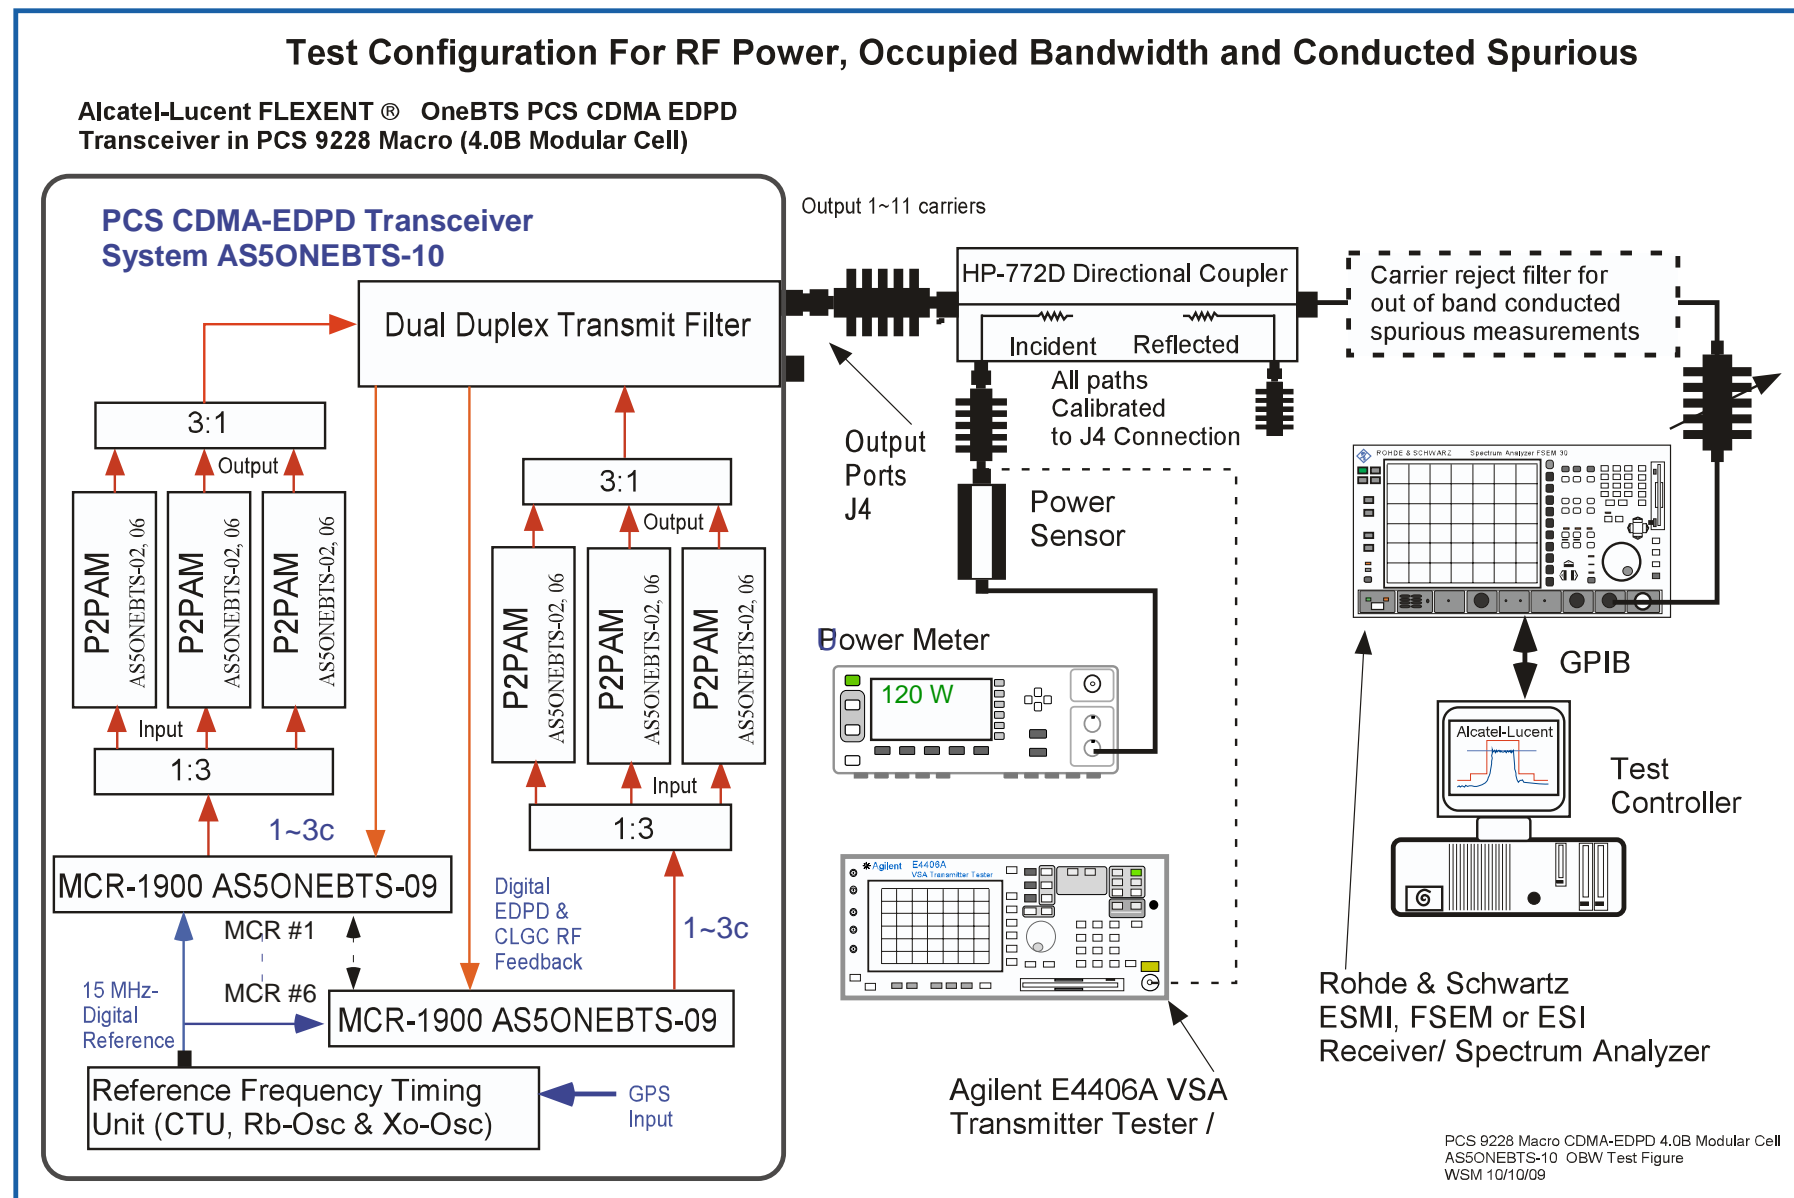 Test Configuration For RF Power, Occupied Bandwidth and Conducted Spurious
Alcatel-Lucent FLEXENT ® OneBTS PCS CDMA EDPD
Transceiver in PCS 9228 Macro (4.0B Modular Cell)
PCS CDMA-EDPD Transceiver
System AS5ONEBTS-10
Output 1~11 carriers
Dual Duplex Transmit Filter
HP-772D Directional Coupler
Incident
Reflected
Carrier reject filter for
out of band conducted
spurious measurements
All paths
Calibrated
to J4 Connection
Output
Ports
J4
3:1
Output
P2PAM
AS5ONEBTS-02, 06
P2PAM
AS5ONEBTS-02, 06
P2PAM
AS5ONEBTS-02, 06
Input
1:3
1~3c
3:1
Output
P2PAM
AS5ONEBTS-02, 06
P2PAM
AS5ONEBTS-02, 06
P2PAM
AS5ONEBTS-02, 06
Input
1:3
1~3c
MCR-1900 AS5ONEBTS-09
MCR #1
MCR #6
Digital
EDPD &
CLGC RF
Feedback
15 MHz-
Digital
Reference
MCR-1900 AS5ONEBTS-09
Reference Frequency Timing
Unit (CTU, Rb-Osc & Xo-Osc)
GPS
Input
Power
Sensor
Power Meter
U
120 W
Agilent E4406A
VSA Transmitter Tester
Agilent E4406A VSA
Transmitter Tester /
ROHDE & SCHWARZ Spectrum Analyzer FSEM 30
GPIB
Alcatel-Lucent
Test
Controller
Rohde & Schwartz
ESMI, FSEM or ESI
Receiver/ Spectrum Analyzer
PCS 9228 Macro CDMA-EDPD 4.0B Modular Cell
AS5ONEBTS-10 OBW Test Figure
WSM 10/10/09